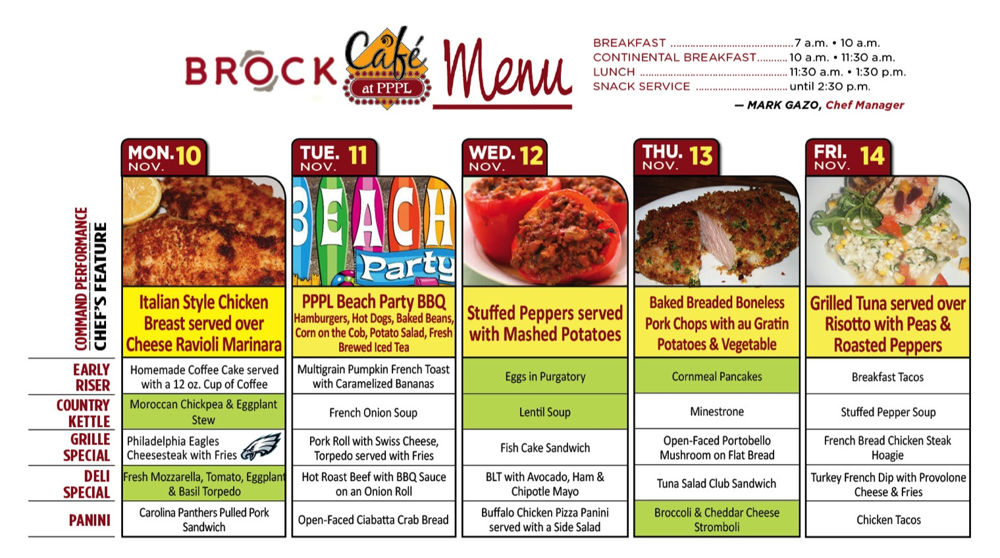 BROCK
Café
at PPPL
Menu
BREAKFAST ..........................................7 a.m. • 10 a.m.
CONTINENTAL BREAKFAST.......... 10 a.m. • 11:30 a.m.
LUNCH .................................................. 11:30 a.m. • 1:30 p.m.
SNACK SERVICE ............................... until 2:30 p.m.
— MARK GAZO, Chef Manager
MON. 10
NOV.
TUE. 11
NOV.
WED. 12
NOV.
THU. 13
NOV.
FRI. 14
NOV.
COMMAND PERFORMANCE
CHEF'S FEATURE
BEACH
Party
Italian Style Chicken
Breast served over
Cheese Ravioli Marinara
PPPL Beach Party BBQ
Hamburgers, Hot Dogs, Baked Beans,
Corn on the Cob, Potato Salad, Fresh
Brewed Iced Tea
Stuffed Peppers served
with Mashed Potatoes
Baked Breaded Boneless
Pork Chops with au Gratin
Potatoes & Vegetable
Grilled Tuna served over
Risotto with Peas &
Roasted Peppers
EARLY
RISER
Homemade Coffee Cake served
with a 12 oz. Cup of Coffee
Multigrain Pumpkin French Toast
with Caramelized Bananas
Eggs in Purgatory
Cornmeal Pancakes
Breakfast Tacos
COUNTRY
KETTLE
Moroccan Chickpea & Eggplant
Stew
French Onion Soup
Lentil Soup
Minestrone
Stuffed Pepper Soup
GRILLE
SPECIAL
Philadelphia Eagles
Cheesesteak with Fries
Pork Roll with Swiss Cheese,
Torpedo served with Fries
Fish Cake Sandwich
Open-Faced Portobello
Mushroom on Flat Bread
French Bread Chicken Steak
Hoagie
DELI
SPECIAL
Fresh Mozzarella, Tomato, Eggplant
& Basil Torpedo
Hot Roast Beef with BBQ Sauce
on an Onion Roll
BLT with Avocado, Ham &
Chipotle Mayo
Tuna Salad Club Sandwich
Turkey French Dip with Provolone
Cheese & Fries
PANINI
Carolina Panthers Pulled Pork
Sandwich
Open-Faced Ciabatta Crab Bread
Buffalo Chicken Pizza Panini
served with a Side Salad
Broccoli & Cheddar Cheese
Stromboli
Chicken Tacos